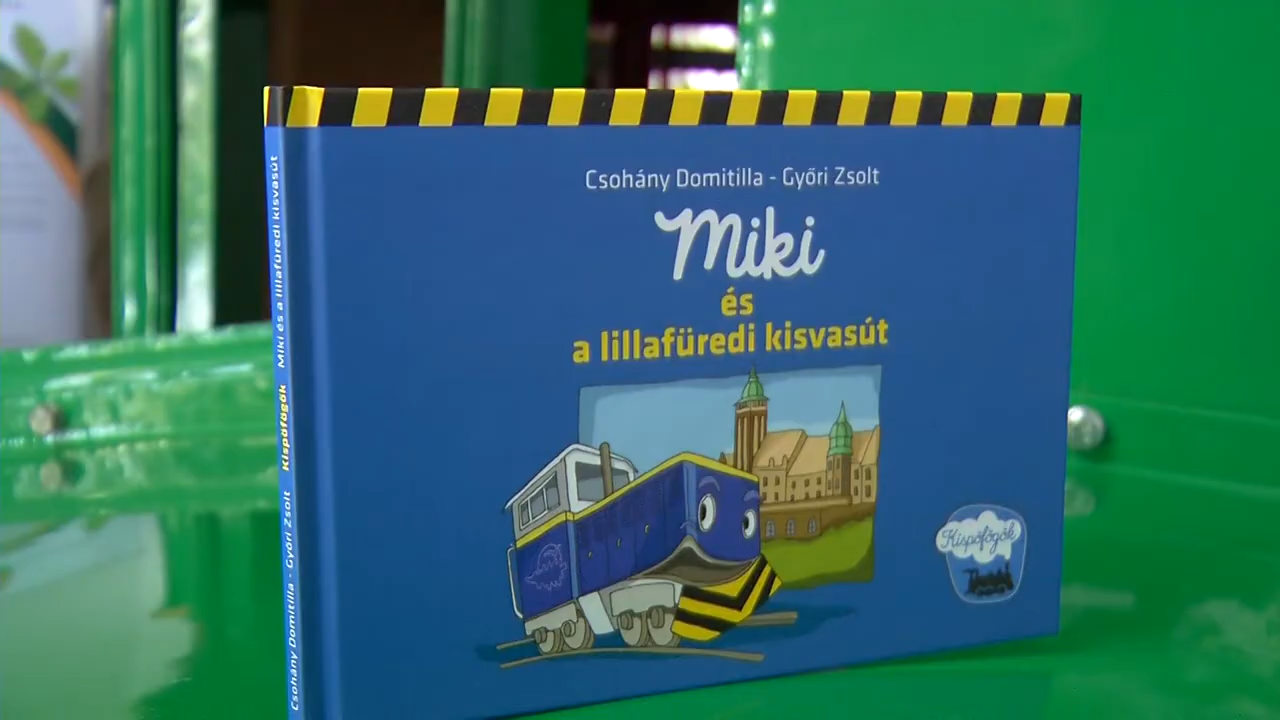 Csohány Domitilla - Győri Zsolt
Miki
és
a lillafüredi kisvasút
Kispöfögők
Csohány Domitilla - Győri Zsolt Kispöfögők Miki és a lillafüredi kisvasút